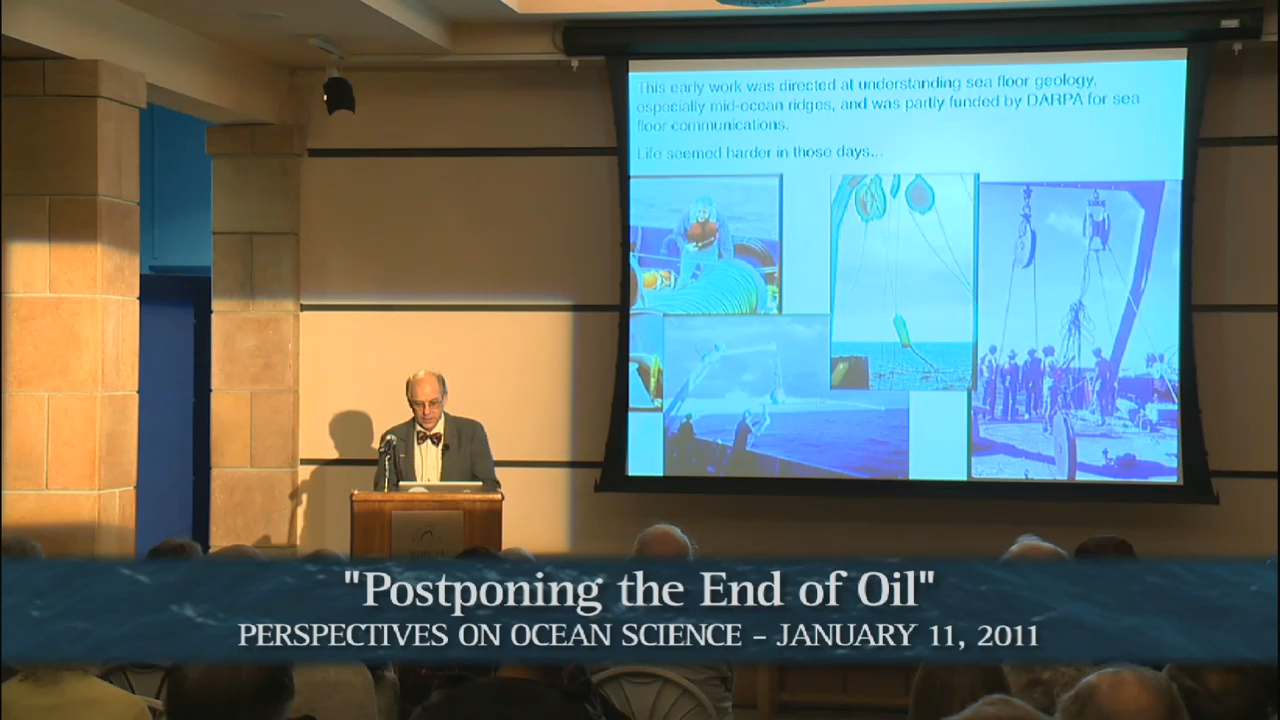 This early work was directed at understanding sea floor geology,
especially mid-ocean ridges, and was partly funded by DARPA for sea
floor communications.
Life seemed harder in those days...
"Postponing the End of Oil"
PERSPECTIVES ON OCEAN SCIENCE – JANUARY 11, 2011